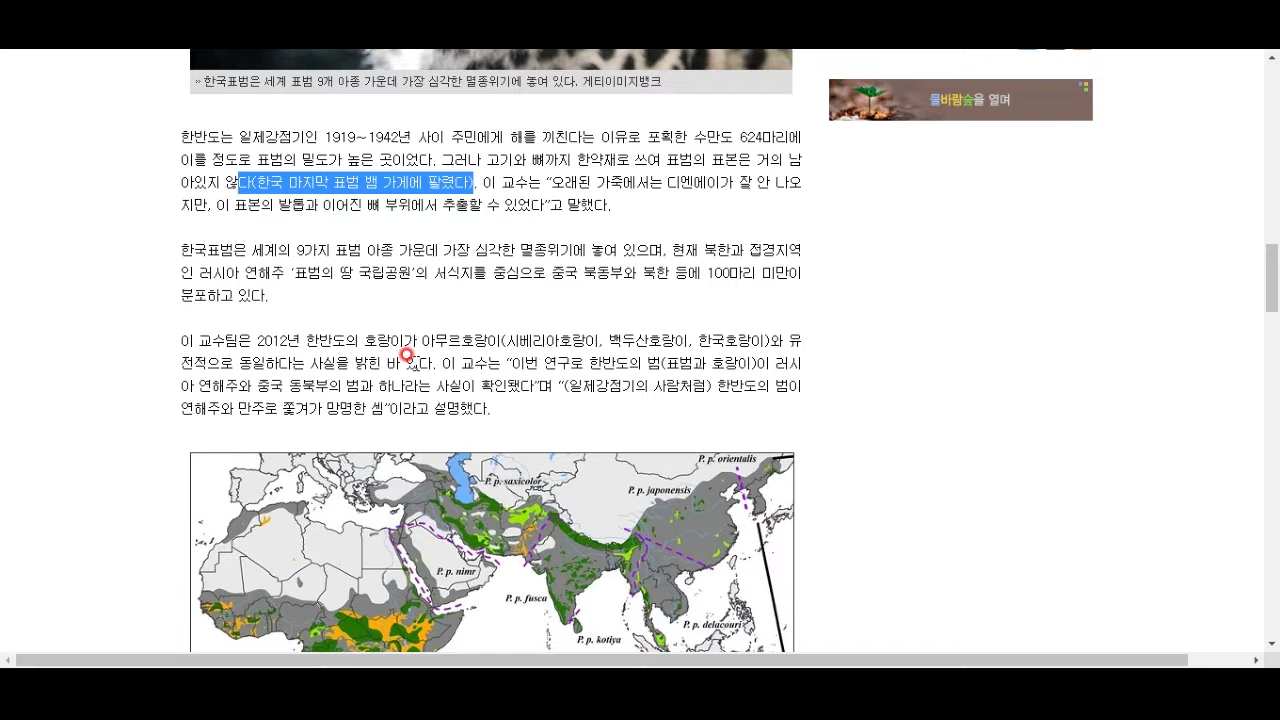 » 한국표범은 세계 표범 9개 아종 가운데 가장 심각한 멸종위기에 놓여 있다. 게티이미지뱅크
물바람숲을 열며
한반도는 일제강점기인 1919~1942년 사이 주민에게 해를 끼친다는 이유로 포획한 수만도 624마리에
이를 정도로 표범의 밀도가 높은 곳이었다. 그러나 고기와 뼈까지 한약재로 쓰여 표범의 표본은 거의 남
아있지 않다(한국 마지막 표범 뱀 가게에 팔렸다). 이 교수는 “오래된 가죽에서는 디엔에이가 잘 안 나오
지만, 이 표본의 발톱과 이어진 뼈 부위에서 추출할 수 있었다”고 말했다.
한국표범은 세계의 9가지 표범 아종 가운데 가장 심각한 멸종위기에 놓여 있으며, 현재 북한과 접경지역
인 러시아 연해주 ‘표범의 땅 국립공원’의 서식지를 중심으로 중국 북동부와 북한 등에 100마리 미만이
분포하고 있다.
이 교수팀은 2012년 한반도의 호랑이가 아무르호랑이(시베리아호랑이, 백두산호랑이, 한국호랑이)와 유
전적으로 동일하다는 사실을 밝힌 바 있다. 이 교수는 “이번 연구로 한반도의 범(표범과 호랑이)이 러시
아 연해주와 중국 동북부의 범과 하나라는 사실이 확인됐다”며 “(일제강점기의 사람처럼) 한반도의 범이
연해주와 만주로 쫓겨가 망명한 셈”이라고 설명했다.
P. p. orientalis
P. p. saxicolor
P. p. japonensis
P. p. nimr
P. p. fusca
P. p. delacouri
P. p. kotiya